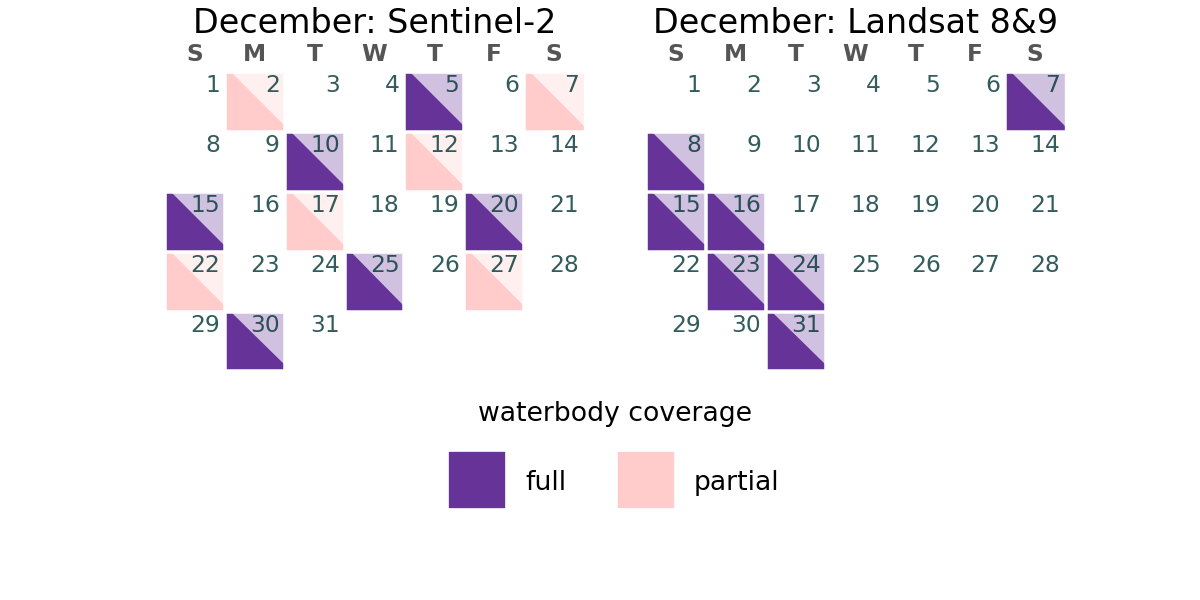 December: Sentinel-2
S M T W T F S
1 2 3 4 5 6 7
8 9 10 11 12 13 14
15 16 17 18 19 20 21
22 23 24 25 26 27 28
29 30 31
December: Landsat 8&9
S M T W T F S
1 2 3 4 5 6 7
8 9 10 11 12 13 14
15 16 17 18 19 20 21
22 23 24 25 26 27 28
29 30 31
waterbody coverage
full partial